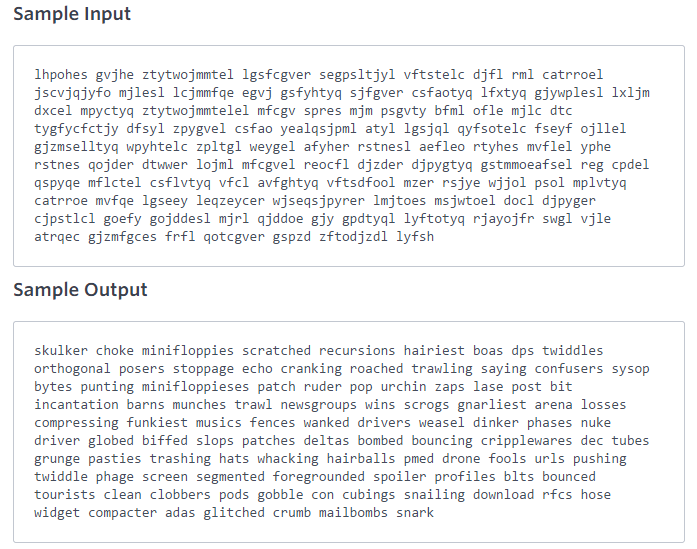 Sample Input
lhpohes gvjhe ztytwojmmtel lgsfcgver segpsltjyl vftstelc djfl rml catrroel
jscvjqjyfo mjlesl lcjmmfqe egvj gsfyhtyq sjfgver csfaotyq lfxtyq gjywplesl lxljm
dxcel mpyctyq ztytwojmmtelel mfcgv spres mjm psgvty bfml ofle mjlc dtc
tygfycfctjy dfsyl zpygvel csfao yealqsjpml atyl lgsjql qyfsotelc fseyf ojllel
gjzmselltyq wpyhtelc zpltgl weygel afyher rstnesl aefleo rtyhes mvflel yphe
rstnes qojder dtwwer lojml mfcgvel reocfl djzder djpygtyq gstmmoeafsel reg cpdel
qspyqe mflctel csflvtyq vfcl avfghtyq vftsdfool mzer rsjye wjjol psol mplvtyq
catrroe mvfqe lgseey leqzeycer wjseqsjpyrer lmjtoes msjwtoel docl djpyger
cjpstlcl goefy gojddesl mjrl qjddoe gjy gpdtyql lyftotyq rjayojfr swgl vjle
atrqec gjzmfgces frfl qotcgver gspzd zftodjzdl lyfsh
Sample Output
skulker choke minifloppies scratched recursions hairiest boas dps twiddles
orthogonal posers stoppage echo cranking roached trawling saying confusers sysop
bytes punting minifloppieses patch ruder pop urchin zaps lase post bit
incantation barns munches trawl newsgroups wins scrogs gnarliest arena losses
compressing funkiest musics fences wanked drivers weasel dinker phases nuke
driver globed biffed slops patches deltas bombed bouncing cripplewares dec tubes
grunge pasties trashing hats whacking hairballs pmed drone fools urls pushing
twiddle phage screen segmented foregrounded spoiler profiles blts bounced
tourists clean clobbers pods gobble con cubings snailing download rfcs hose
widget compacter adas glitched crumb mailbombs snark